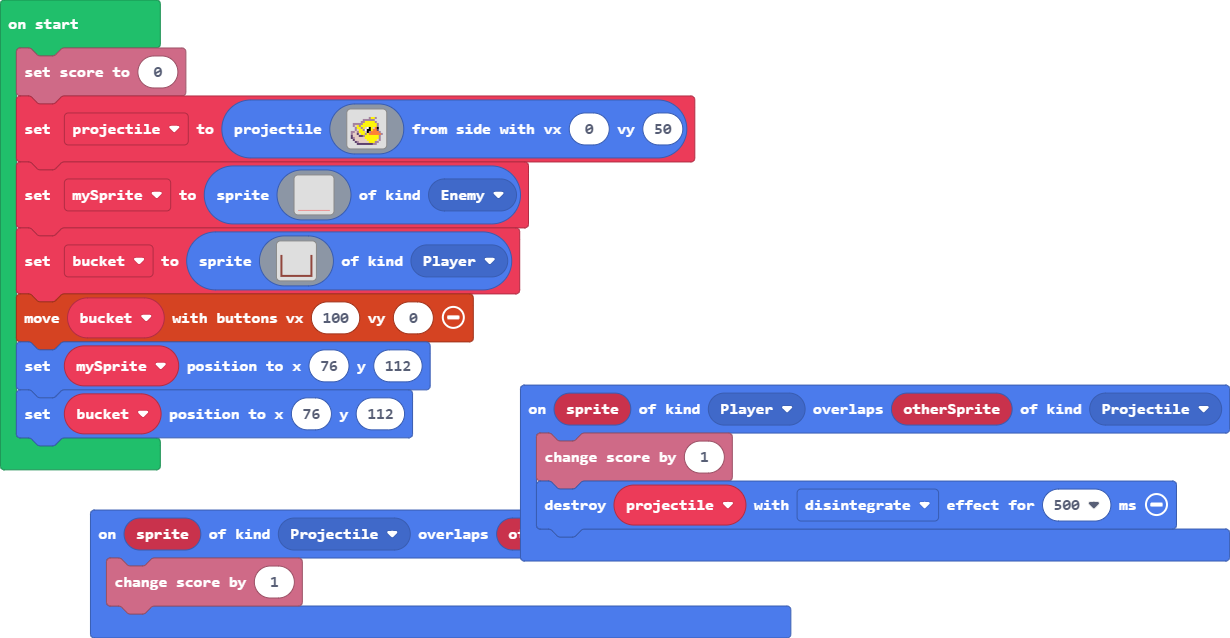 on start
set score to 0
set projectile to projectile from side with vx 0 vy 50
set mySprite to sprite of kind Enemy
set bucket to sprite of kind Player
move bucket with buttons vx 100 vy 0
set mySprite position to x 76 y 112
set bucket position to x 76 y 112
on sprite of kind Player overlaps otherSprite of kind Projectile
change score by 1
destroy projectile with disintegrate effect for 500 ms
on sprite of kind Projectile overlaps
change score by 1